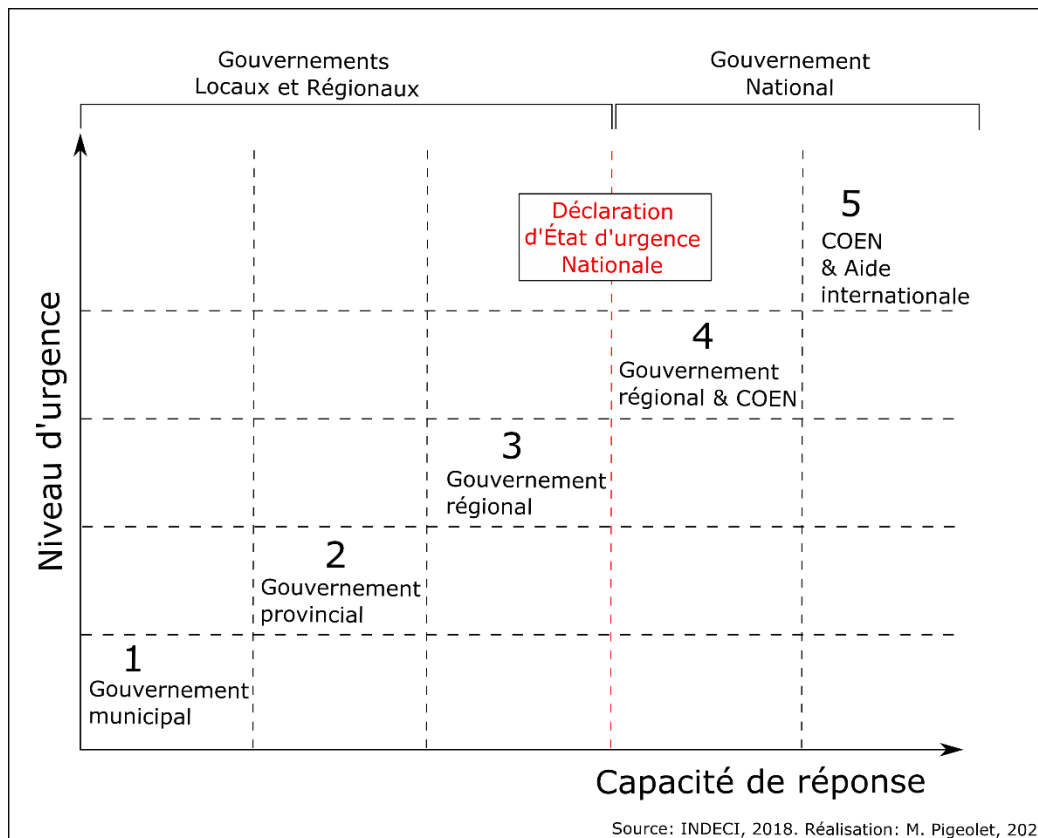 Gouvernements
Locaux et Régionaux
Gouvernement
National
Niveau d'urgence
Déclaration
d'État d'urgence
Nationale
5
COEN
& Aide
internationale
4
Gouvernement
régional & COEN
3
Gouvernement
régional
2
Gouvernement
provincial
1
Gouvernement
municipal
Capacité de réponse
Source: INDECI, 2018. Réalisation: M. Pigeolet, 202